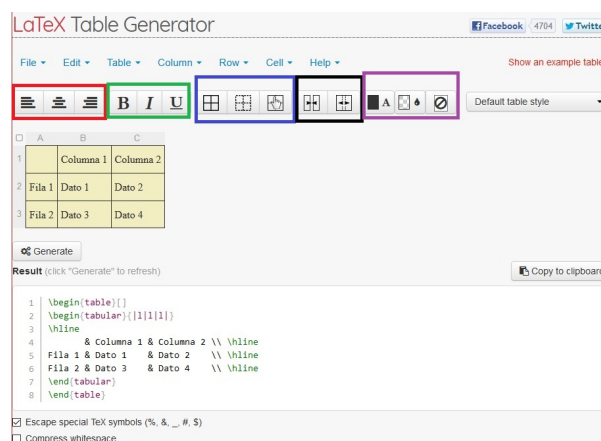 LaTeX Table Generator
Facebook 4704 Twitte
File Edit Table Column Row Cell Help Show an example table
B I U A Default table style
A B C
1 Columna 1 Columna 2
2 Fila 1 Dato 1 Dato 2
3 Fila 2 Dato 3 Dato 4
Generate
Result (click "Generate" to refresh) Copy to clipboard
1 \begin{table}[]
2 \begin{tabular}{|l|l|l|}
3 \hline
4 & Columna 1 & Columna 2 \\ \hline
5 Fila 1 & Dato 1 & Dato 2 \\ \hline
6 Fila 2 & Dato 3 & Dato 4 \\ \hline
7 \end{tabular}
8 \end{table}
Escape special TeX symbols (%, &, _, #, $)
Compress whitespace